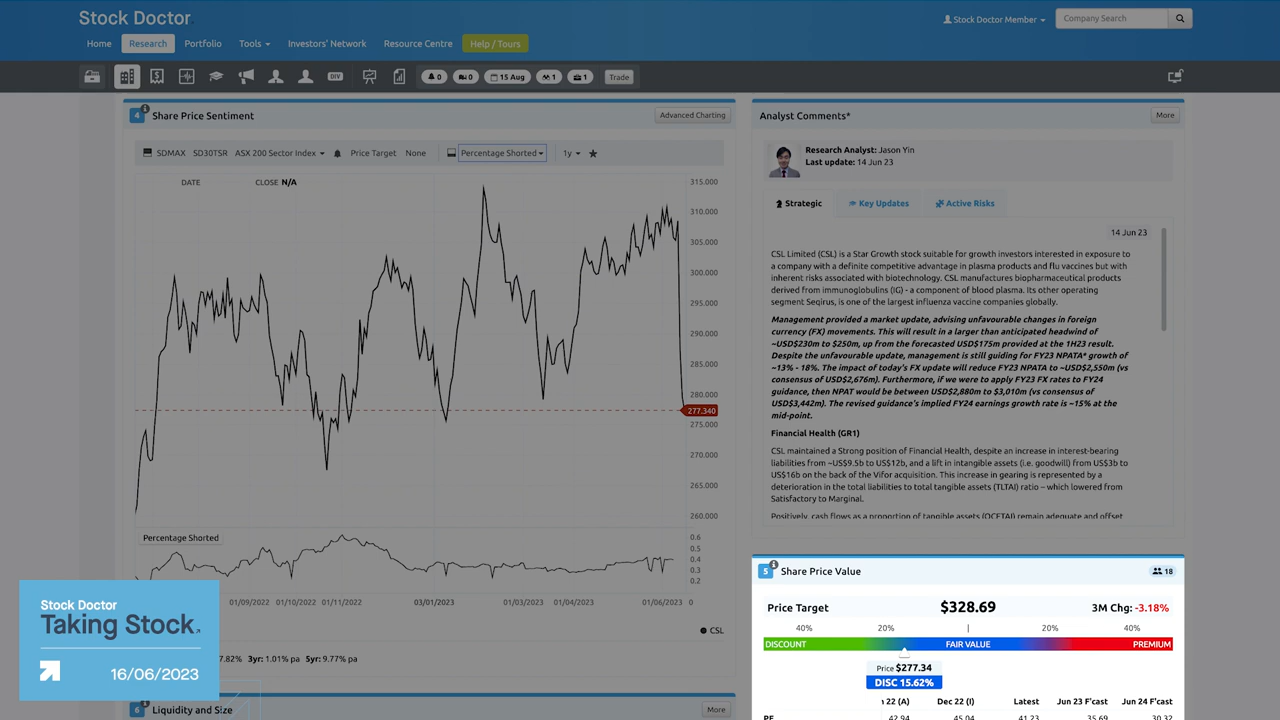 Stock Doctor
Stock Doctor Member
Company Search
Home
Research
Portfolio
Tools
Investors' Network
Resource Centre
Help / Tours
DIV
0
0
15 Aug
1
1
Trade
4
Share Price Sentiment
Advanced Charting
SDMAX
SD30TSR
ASX 200 Sector Index
Price Target
None
Percentage Shorted
1y
DATE
CLOSE N/A
315.000
310.000
305.000
300.000
295.000
290.000
285.000
280.000
277.340
275.000
270.000
265.000
260.000
Percentage Shorted
0.6
0.5
0.4
0.3
0.2
0
01/09/2022
01/10/2022
01/11/2022
03/01/2023
01/03/2023
01/04/2023
01/06/2023
CSL
7.82% 3yr: 1.01% pa 5yr: 9.77% pa
6
Liquidity and Size
More
Analyst Comments*
More
Research Analyst: Jason Yin
Last update: 14 Jun 23
Strategic
Key Updates
Active Risks
14 Jun 23
CSL Limited (CSL) is a Star Growth stock suitable for growth investors interested in exposure to
a company with a definite competitive advantage in plasma products and flu vaccines but with
inherent risks associated with biotechnology. CSL manufactures biopharmaceutical products
derived from immunoglobulins (IG) - a component of blood plasma. Its other operating
segment Seqirus, is one of the largest influenza vaccine companies globally.
Management provided a market update, advising unfavourable changes in foreign
currency (FX) movements. This will result in a larger than anticipated headwind of
~USD$230m to $250m, up from the forecasted USD$175m provided at the 1H23 result.
Despite the unfavourable update, management is still guiding for FY23 NPATA* growth of
~13% - 18%. The impact of today's FX update will reduce FY23 NPATA to ~USD$2,550m (vs
consensus of USD$2,676m). Furthermore, if we were to apply FY23 FX rates to FY24
guidance, then NPAT would be between USD$2,880m to $3,010m (vs consensus of
USD$3,442m). The revised guidance's implied FY24 earnings growth rate is ~15% at the
mid-point.
Financial Health (GR1)
CSL maintained a Strong position of Financial Health, despite an increase in interest-bearing
liabilities from ~US$9.5b to US$12b, and a lift in intangible assets (i.e. goodwill) from US$3b to
US$16b on the back of the Vifor acquisition. This increase in gearing is represented by a
deterioration in the total liabilities to total tangible assets (TLTAI) ratio – which lowered from
Satisfactory to Marginal.
Positively, cash flows as a proportion of tangible assets (OCFTAI) remain adequate and offset
5
Share Price Value
18
Price Target
$328.69
3M Chg: -3.18%
40%
20%
20%
40%
DISCOUNT
FAIR VALUE
PREMIUM
Price $277.34
DISC 15.62%
22 (A)
Dec 22 (I)
Latest
Jun 23 F'cast
Jun 24 F'cast
PE
42.94
45.04
41.23
35.69
30.32
Stock Doctor
Taking Stock
16/06/2023